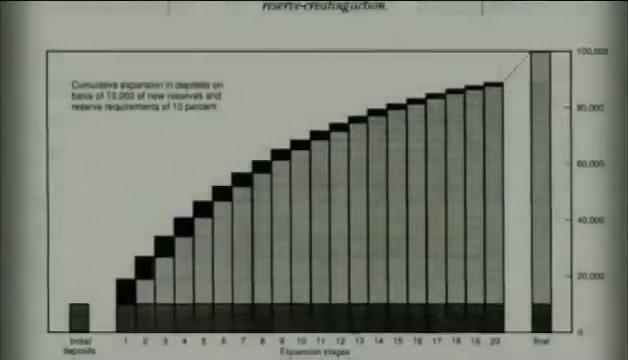 reserve-creating action.
100,000
Cumulative expansion in deposits on
basis of 10,000 of new reserves and
reserve requirements of 10 percent
80,000
60,000
40,000
20,000
0
Initial
deposits
1 2 3 4 5 6 7 8 9 10 11 12 13 14 15 16 17 18 19 20
final
Expansion stages